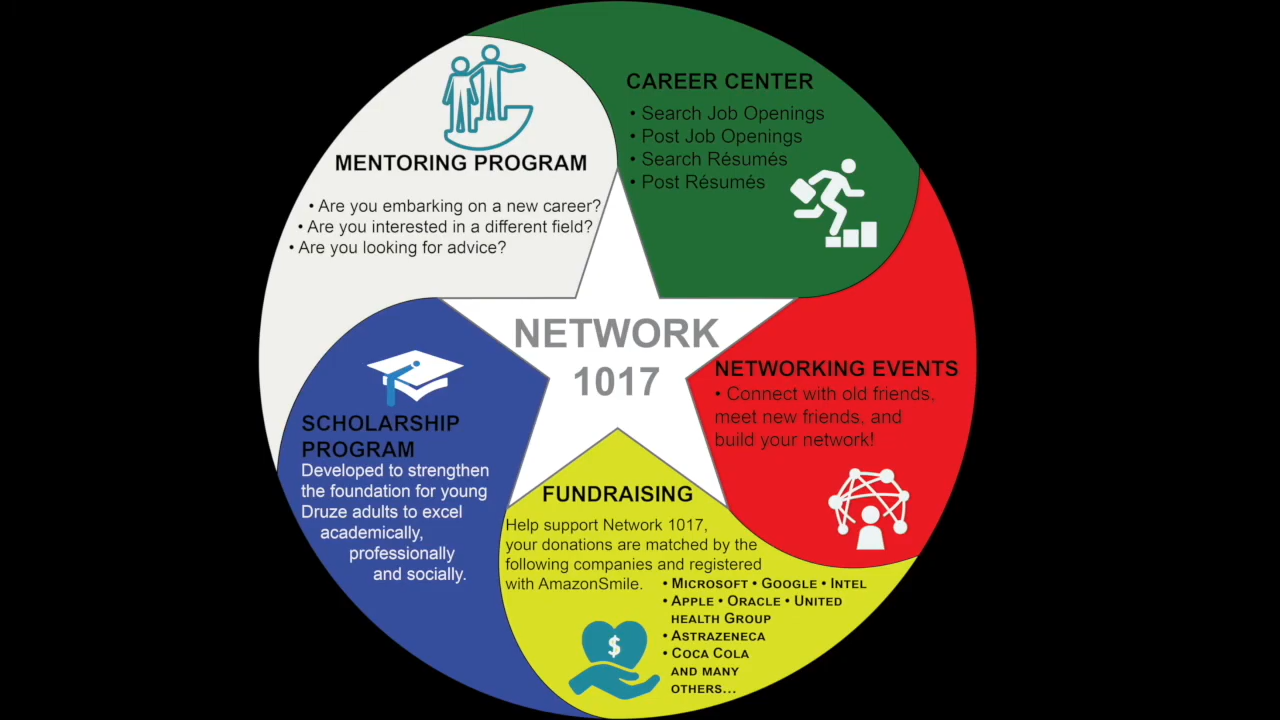 CAREER CENTER
• Search Job Openings
• Post Job Openings
• Search Résumés
• Post Résumés
MENTORING PROGRAM
• Are you embarking on a new career?
• Are you interested in a different field?
• Are you looking for advice?
NETWORK
1017
NETWORKING EVENTS
• Connect with old friends,
meet new friends, and
build your network!
SCHOLARSHIP
PROGRAM
Developed to strengthen
the foundation for young
Druze adults to excel
academically,
professionally
and socially.
FUNDRAISING
Help support Network 1017,
your donations are matched by the
following companies and registered
with AmazonSmile.
• MICROSOFT • GOOGLE • INTEL
• APPLE • ORACLE • UNITED
HEALTH GROUP
• ASTRAZENECA
• COCA COLA
AND MANY
OTHERS...
$